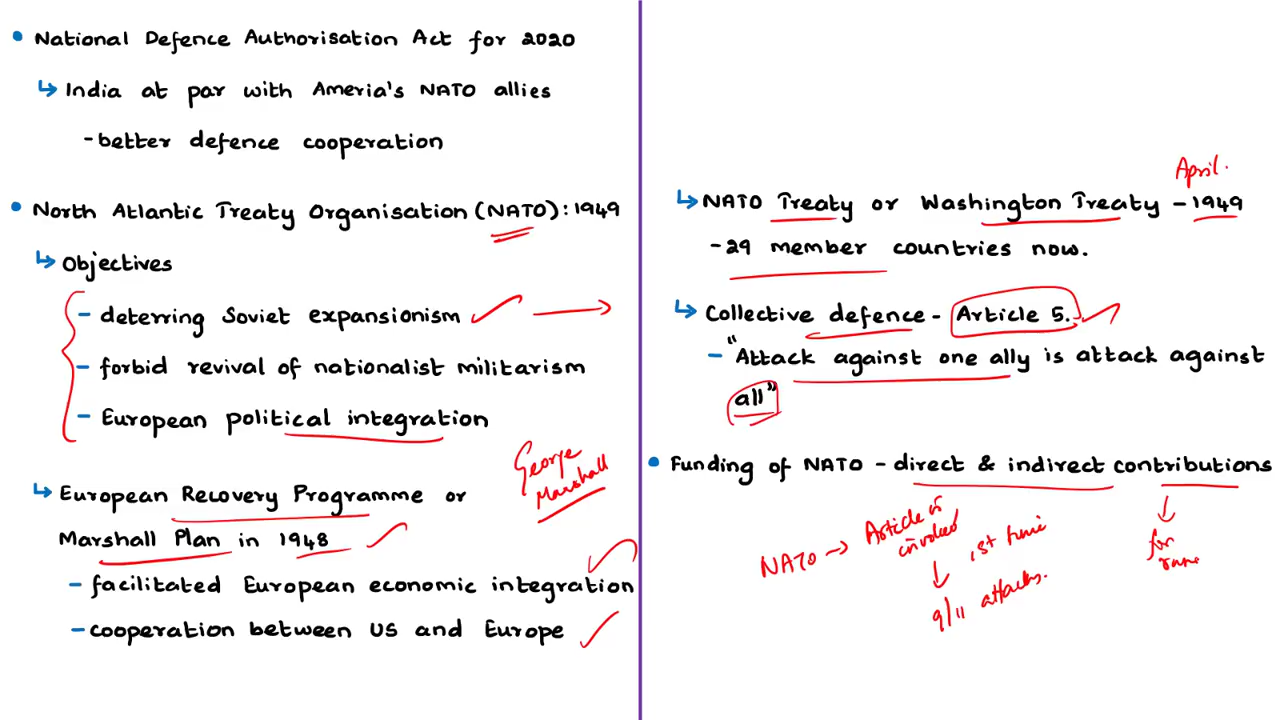 • National Defence Authorisation Act for 2020
↳ India at par with Ameria's NATO allies
- better defence cooperation
• North Atlantic Treaty Organisation (NATO): 1949
↳ Objectives
- deterring Soviet expansionism
- forbid revival of nationalist militarism
- European political integration
George
Marshall
↳ European Recovery Programme or
Marshall Plan in 1948
- facilitated European economic integration
- cooperation between US and Europe
April.
↳ NATO Treaty or Washington Treaty - 1949
- 29 member countries now.
↳ Collective defence - Article 5.
- "Attack against one ally is attack against
all"
• Funding of NATO - direct & indirect contributions
NATO → Article
invoked
1st time
9/11 attacks.